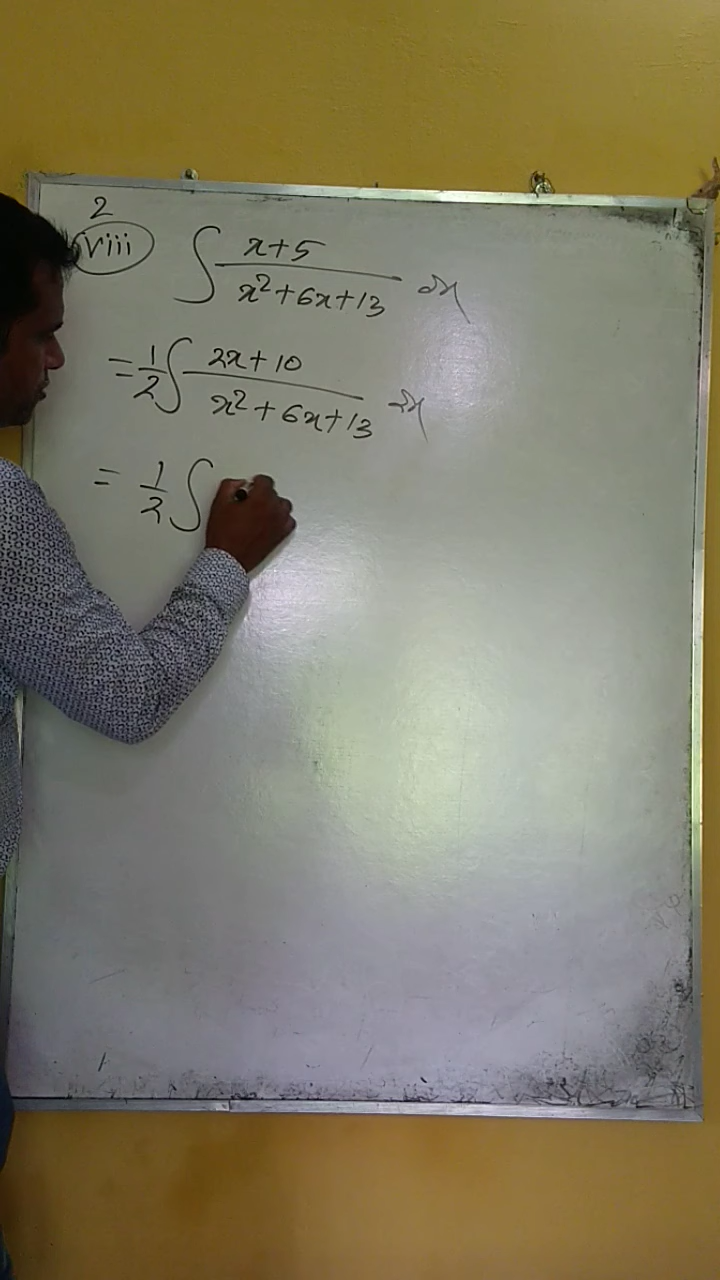 2
viii ∫ x+5 / x²+6x+13 dx
= 1/2 ∫ 2x+10 / x²+6x+13 dx
= 1/2 ∫